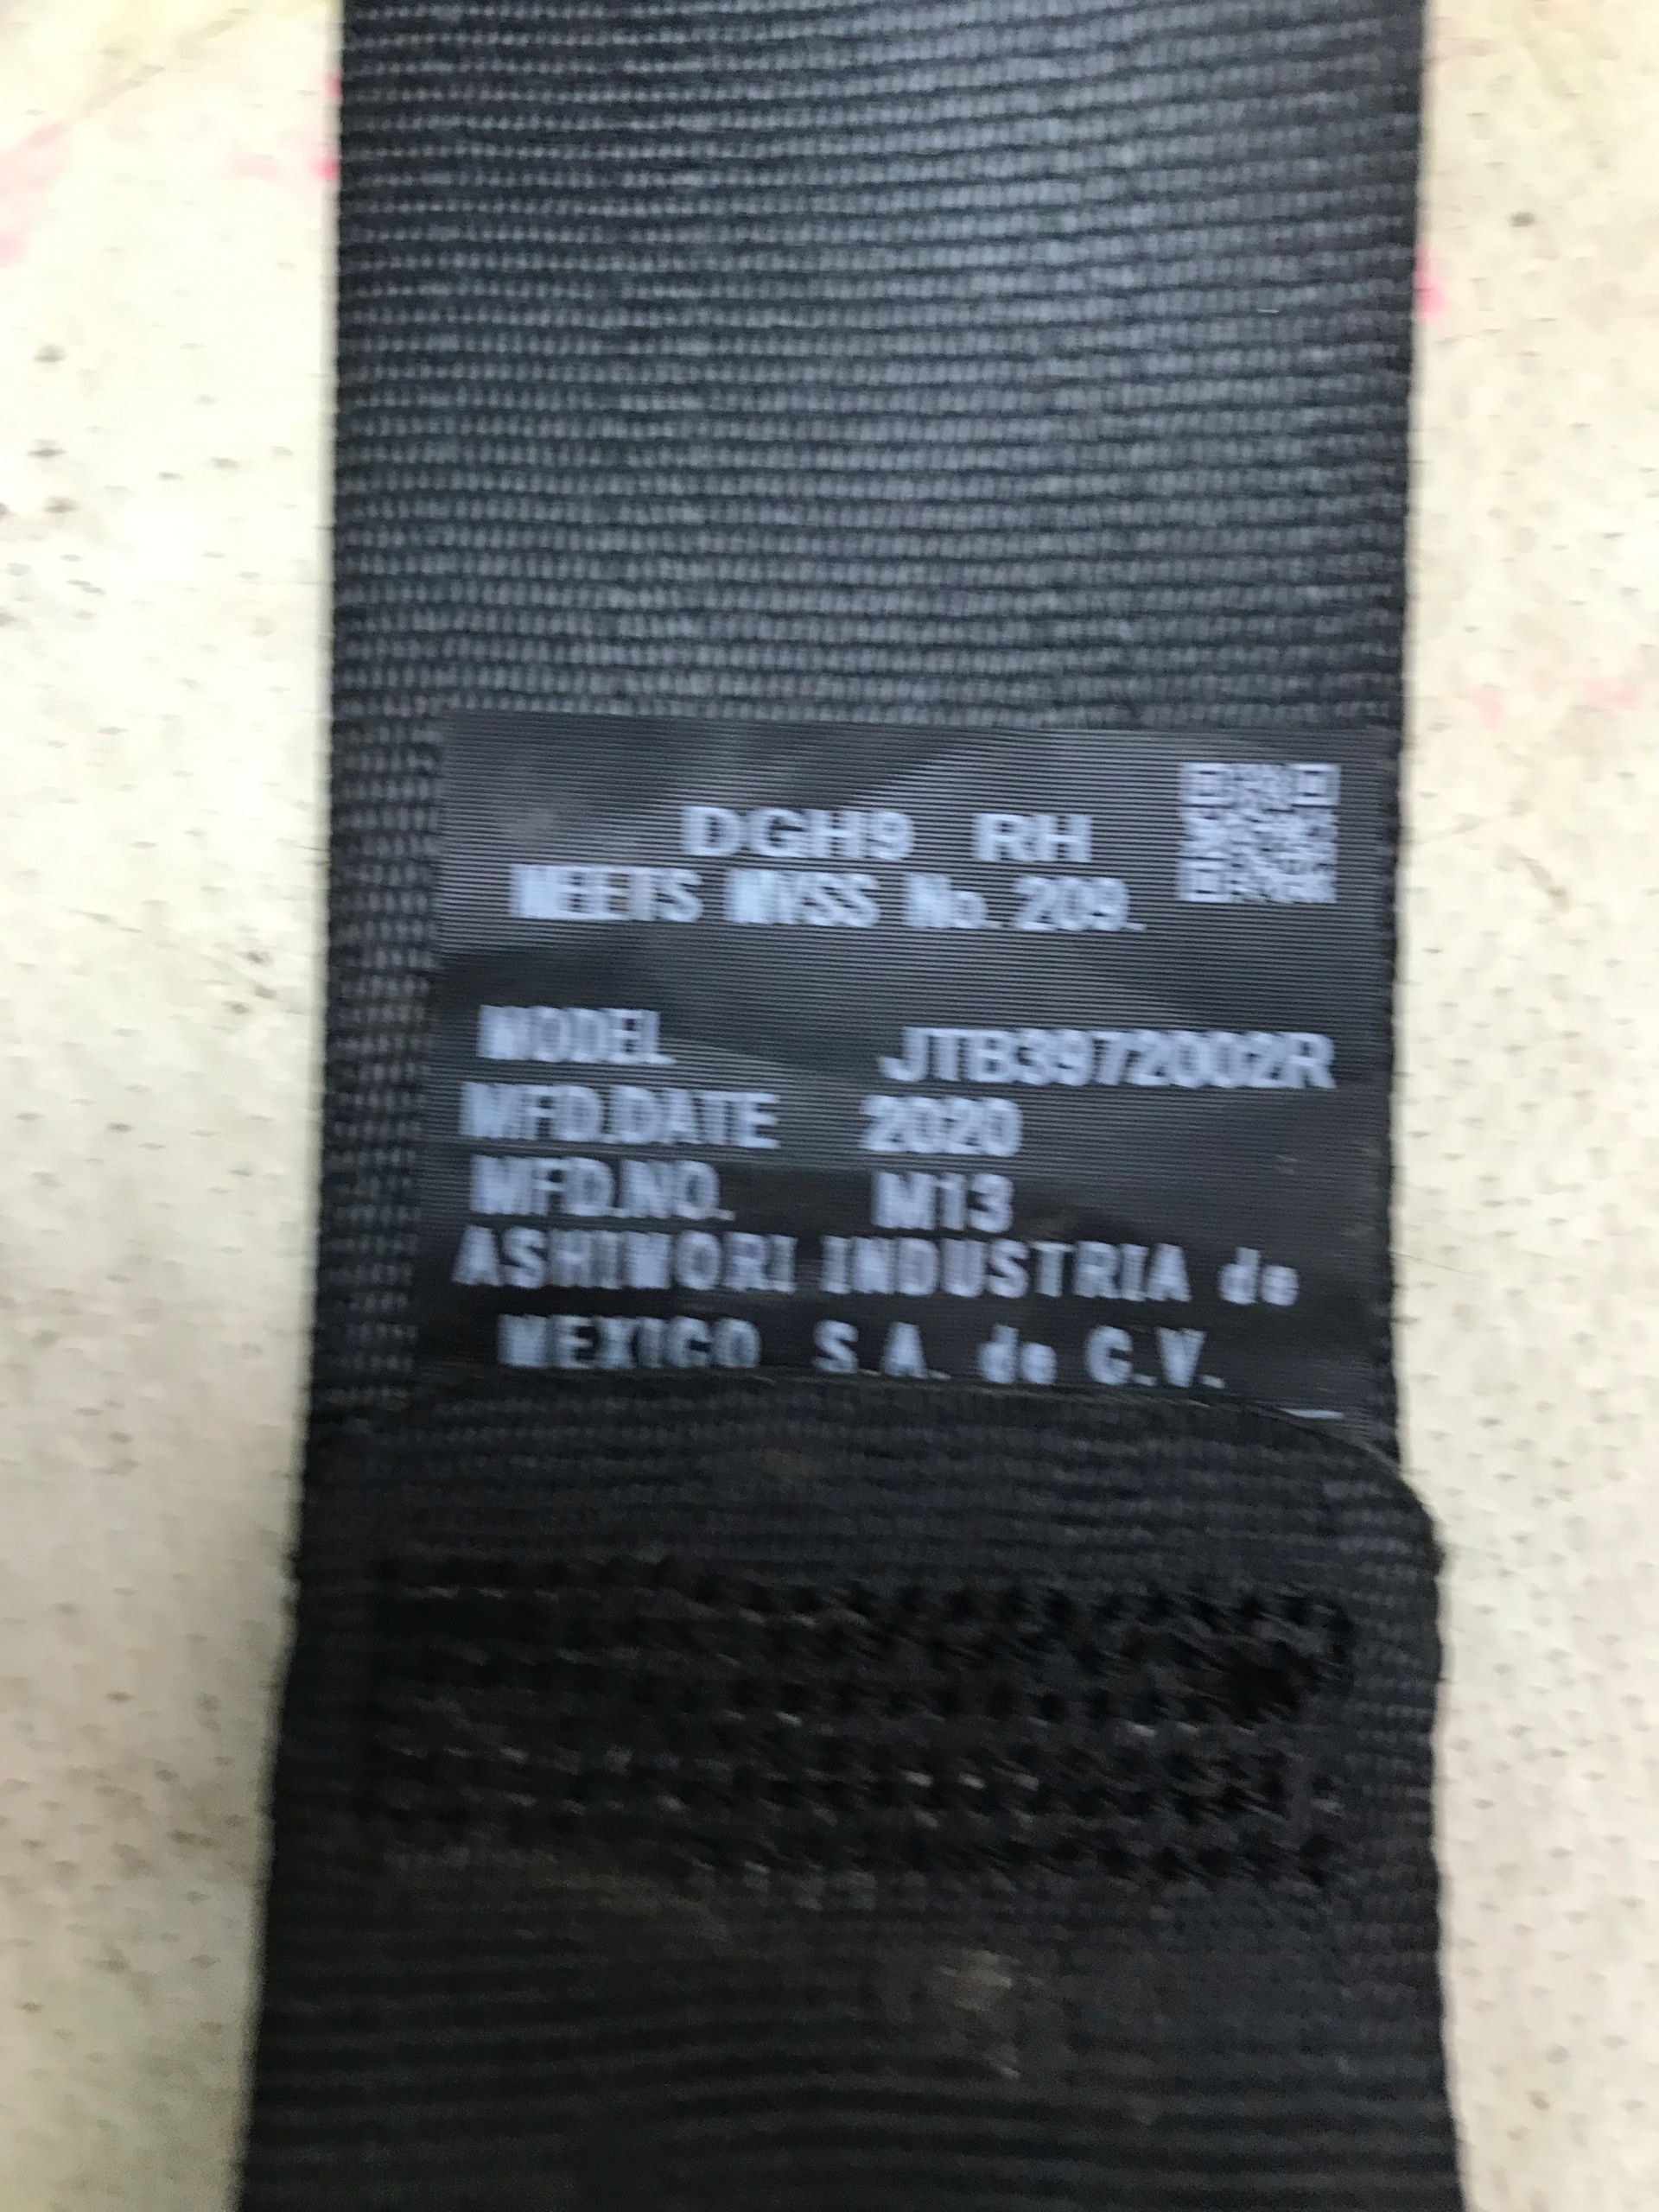 DGH9 RH
MEETS MVSS No. 209.
MODEL JTB3972002R
MFD.DATE 2020
MFD.NO. M13
ASHIMORI INDUSTRIA de
MEXICO S.A. de C.V.